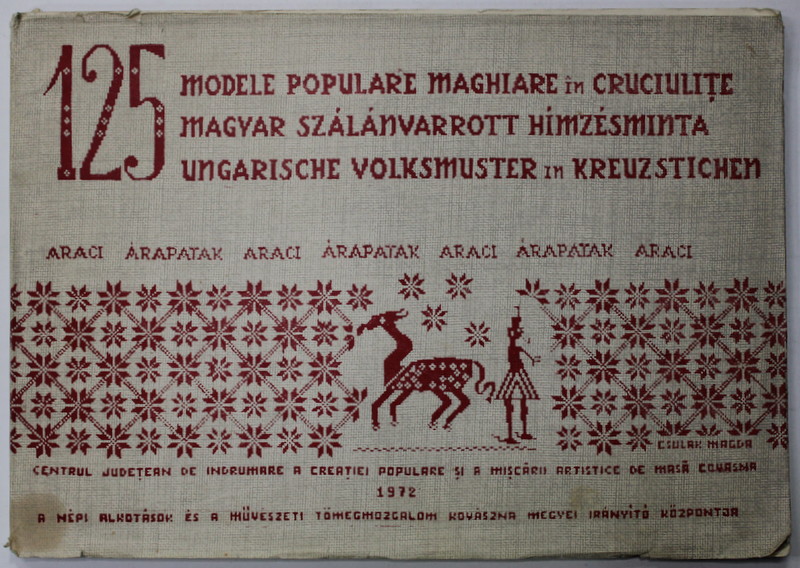 125
MODELE POPULARE MAGHIARE în CRUCIULIȚE
MAGYAR SZÁLÁNVARROTT HÍMZÉSMINTA
UNGARISCHE VOLKSMUSTER in KREUZSTICHEN
ARACI ÁRAPATAK ARACI ÁRAPATAK ARACI ÁRAPATAK ARACI
CSULAK MAGDA
CENTRUL JUDEȚEAN DE INDRUMARE A CREAȚIEI POPULARE ȘI A MIȘCĂRII ARTISTICE DE MASĂ COVASNA
1972
A NÉPI ALKOTÁSOK ÉS A MŰVESZETI TÖMEGMOZGALOM KOVÁSZNA MEGYEI IRÁNYÍTÓ KÖZPONTJA